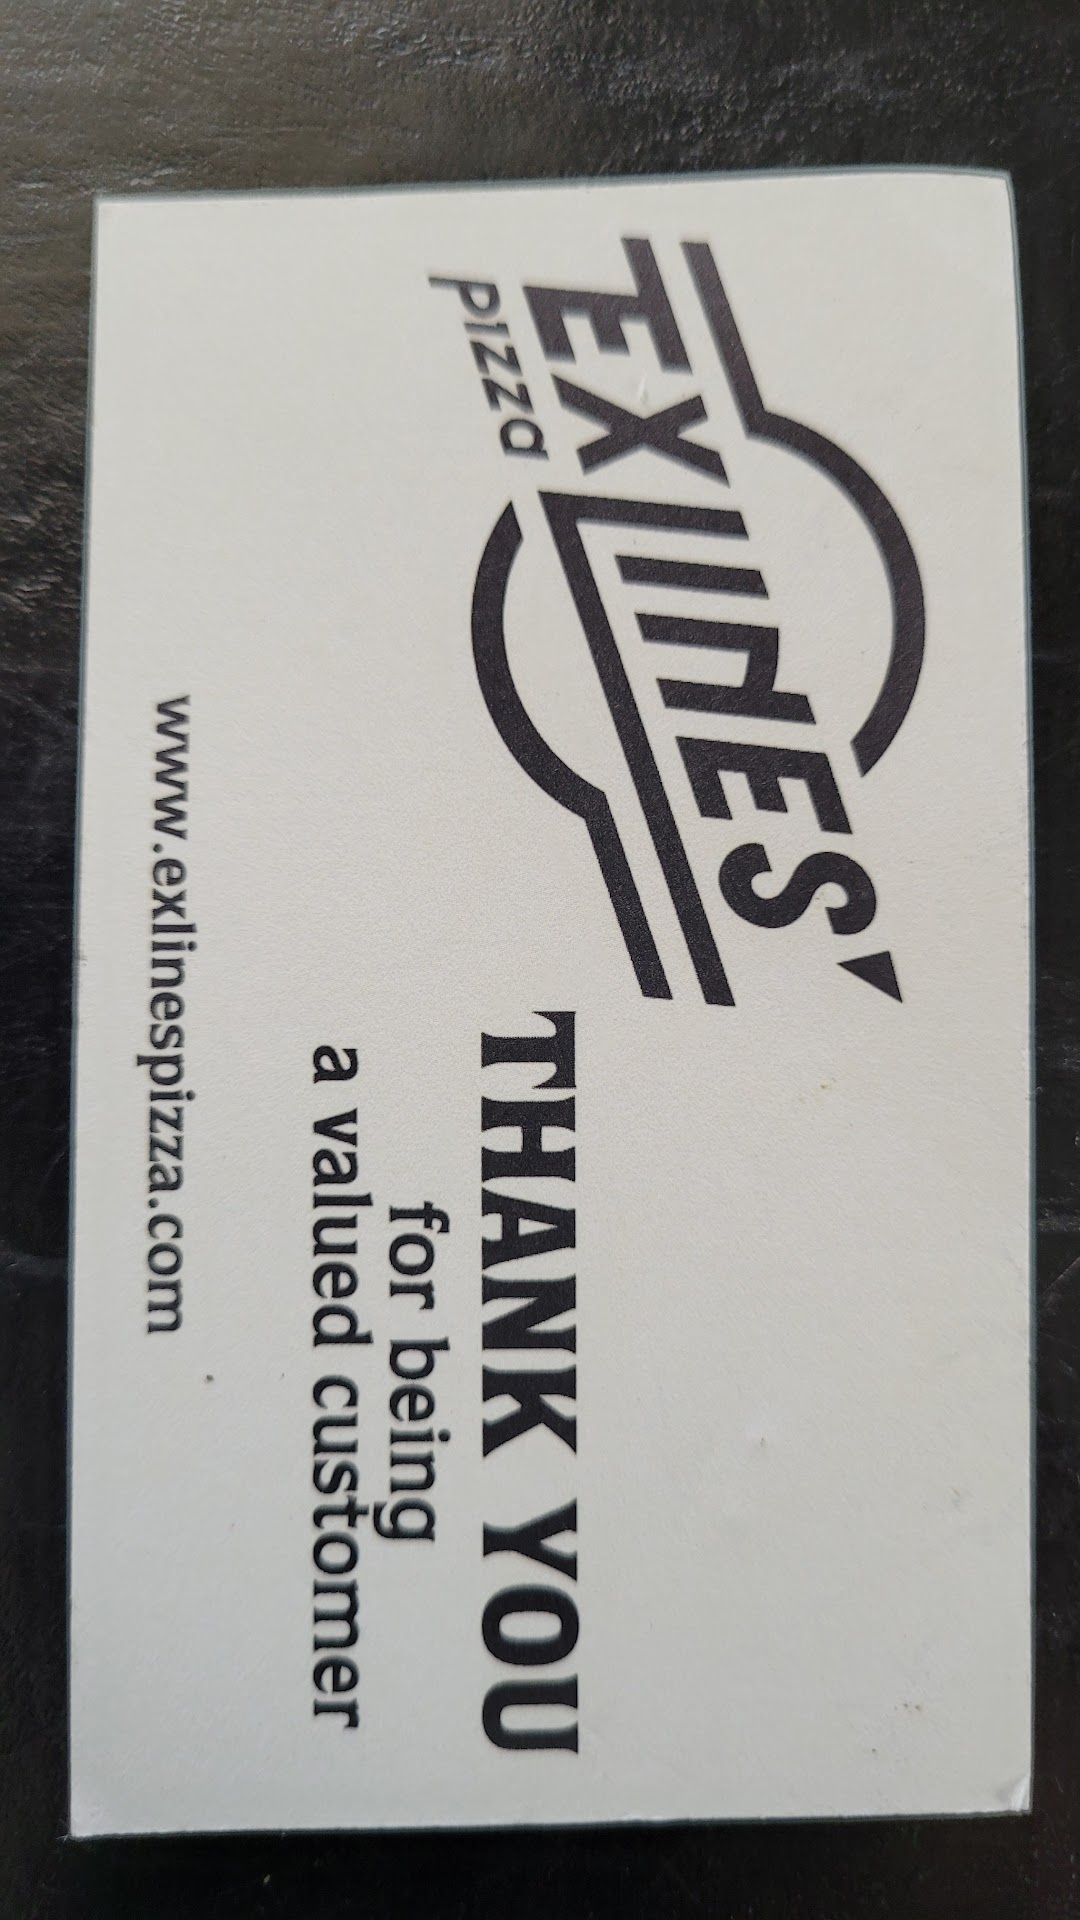 EXLINES'
pizza
THANK YOU
for being
a valued customer
www.exlinespizza.com